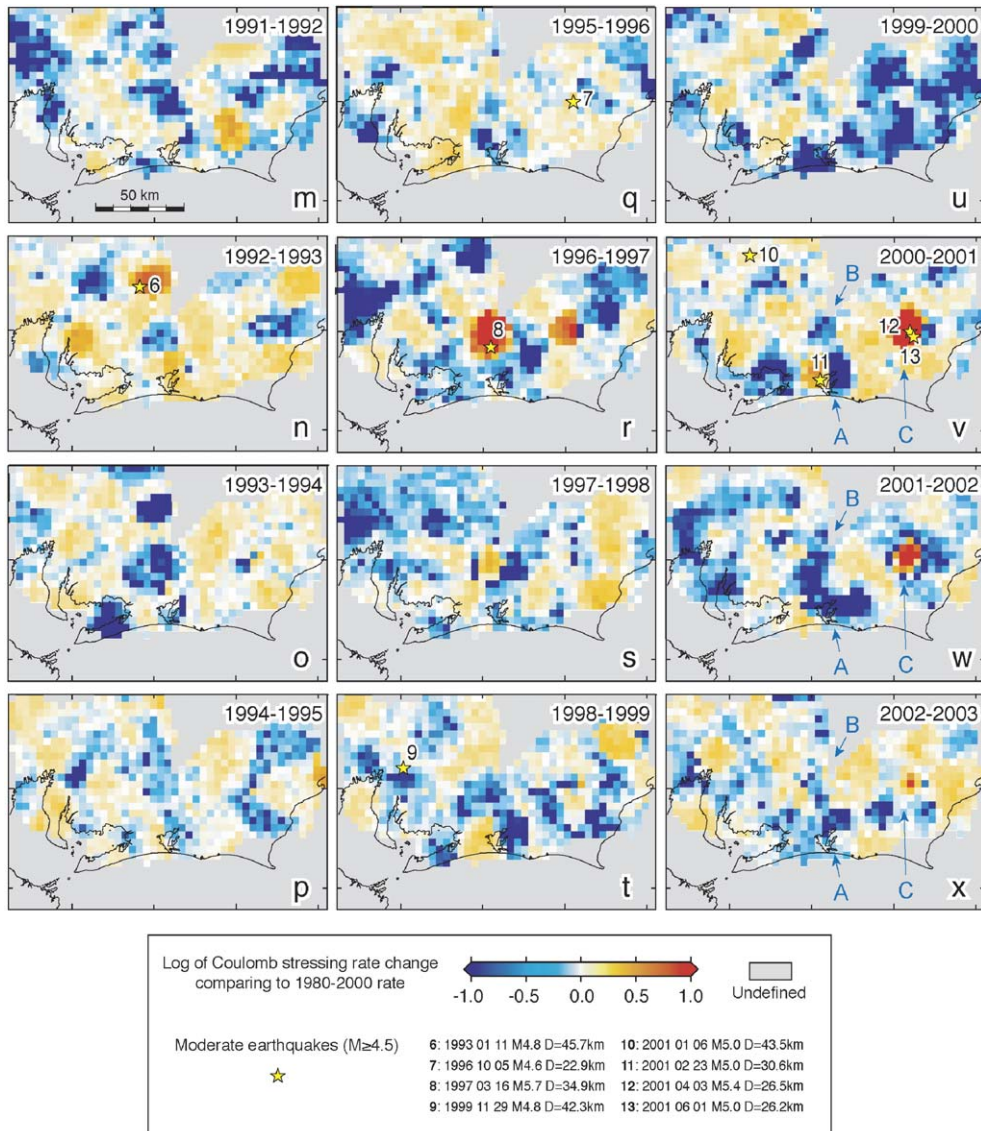 1991-1992
m
50 km
1995-1996
7
q
1999-2000
u
1992-1993
6
n
1996-1997
8
r
2000-2001
10
B
12
13
11
A
C
v
1993-1994
o
1997-1998
s
2001-2002
B
A
C
w
1994-1995
p
1998-1999
9
t
2002-2003
B
A
C
x
Log of Coulomb stressing rate change
comparing to 1980-2000 rate
-1.0 -0.5 0.0 0.5 1.0
Undefined
Moderate earthquakes (M≥4.5)
6: 1993 01 11 M4.8 D=45.7km
7: 1996 10 05 M4.6 D=22.9km
8: 1997 03 16 M5.7 D=34.9km
9: 1999 11 29 M4.8 D=42.3km
10: 2001 01 06 M5.0 D=43.5km
11: 2001 02 23 M5.0 D=30.6km
12: 2001 04 03 M5.4 D=26.5km
13: 2001 06 01 M5.0 D=26.2km